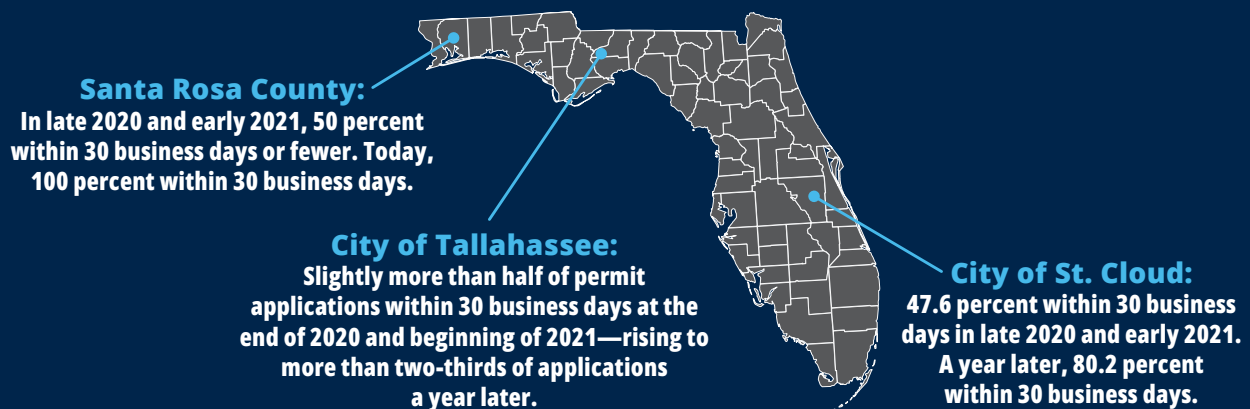 Santa Rosa County:
In late 2020 and early 2021, 50 percent
within 30 business days or fewer. Today,
100 percent within 30 business days.
City of Tallahassee:
Slightly more than half of permit
applications within 30 business days at the
end of 2020 and beginning of 2021—rising to
more than two-thirds of applications
a year later.
City of St. Cloud:
47.6 percent within 30 business
days in late 2020 and early 2021.
A year later, 80.2 percent
within 30 business days.